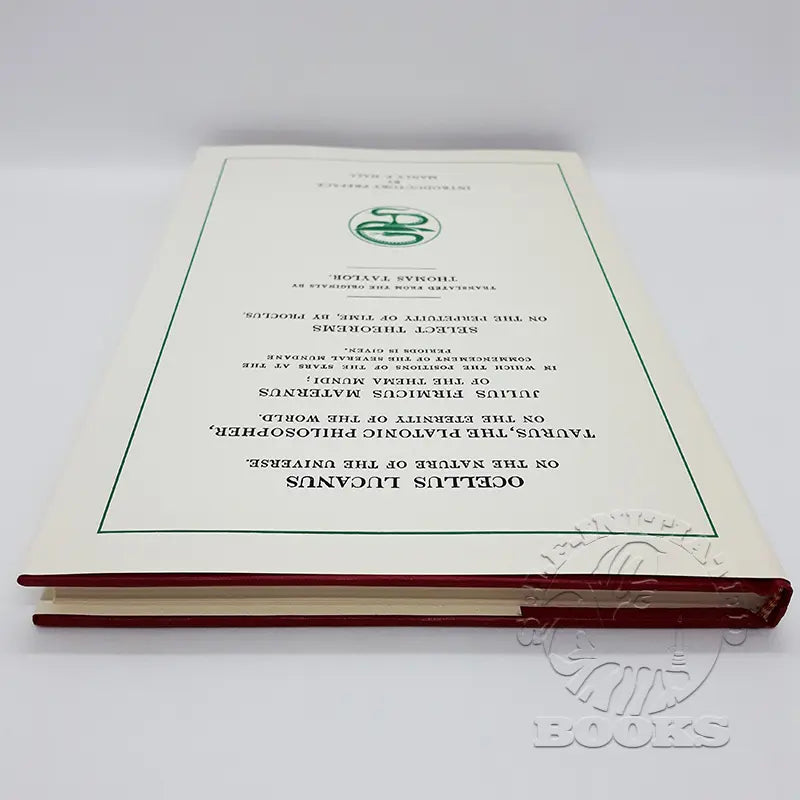 OCELLUS LUCANUS
ON THE NATURE OF THE UNIVERSE.
TAURUS, THE PLATONIC PHILOSOPHER,
ON THE ETERNITY OF THE WORLD.
JULIUS FIRMICUS MATERNUS
OF THE THEMA MUNDI;
IN WHICH THE POSITIONS OF THE STARS AT THE
COMMENCEMENT OF THE SEVERAL MUNDANE
PERIODS IS GIVEN.
SELECT THEOREMS
ON THE PERPETUITY OF TIME, BY PROCLUS.
TRANSLATED FROM THE ORIGINALS BY
THOMAS TAYLOR.
INTRODUCTORY PREFACE
BY
MANLY P. HALL
BOOKS